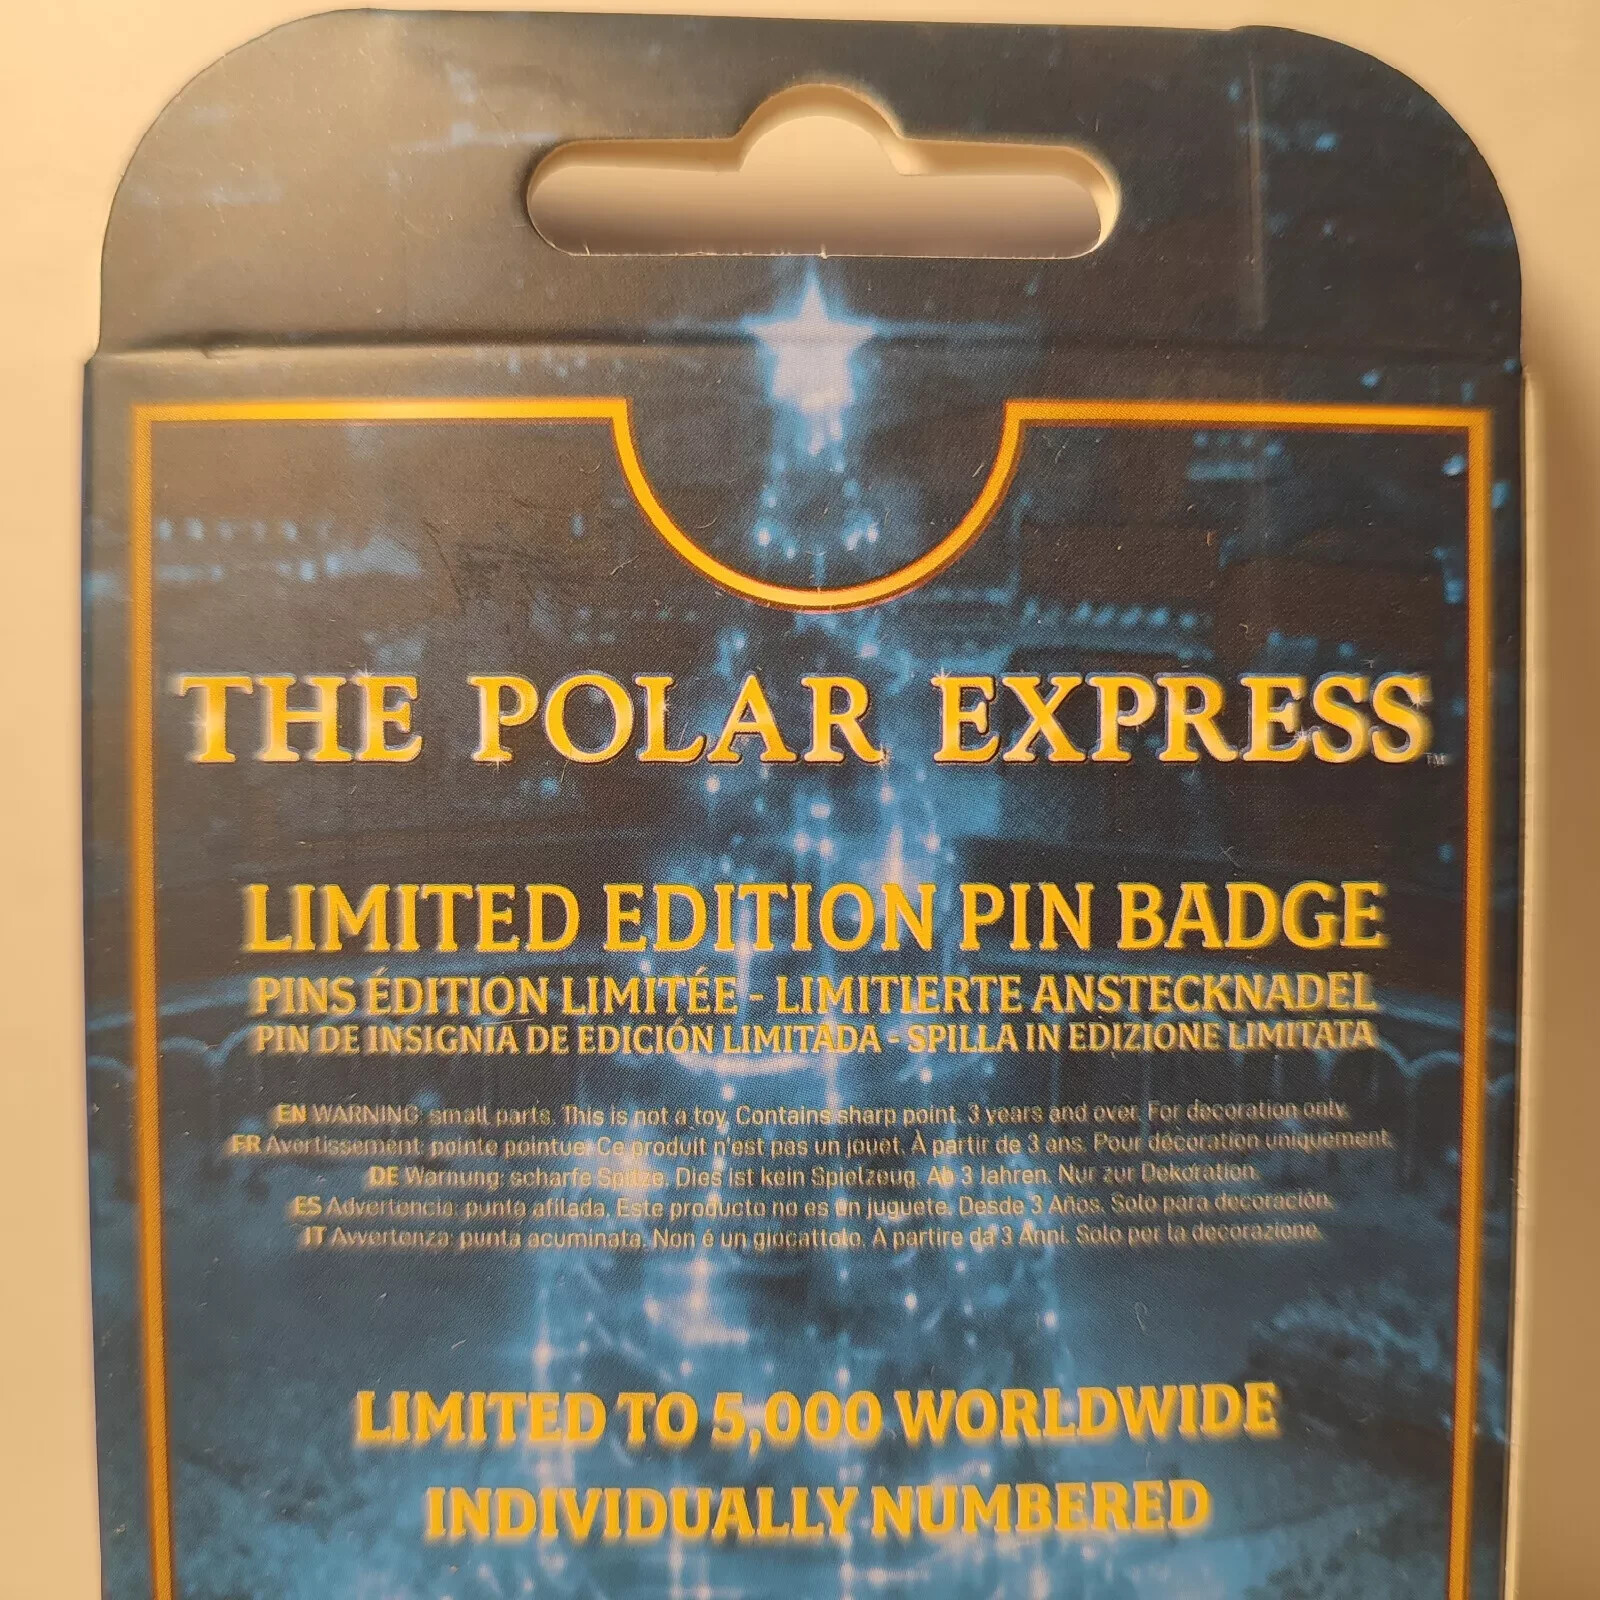 THE POLAR EXPRESS™
LIMITED EDITION PIN BADGE
PINS ÉDITION LIMITÉE - LIMITIERTE ANSTECKNADEL
PIN DE INSIGNIA DE EDICIÓN LIMITADA - SPILLA IN EDIZIONE LIMITATA
EN WARNING: small parts. This is not a toy. Contains sharp point. 3 years and over. For decoration only.
FR Avertissement: pointe pointue. Ce produit n'est pas un jouet. À partir de 3 ans. Pour décoration uniquement.
DE Warnung: scharfe Spitze. Dies ist kein Spielzeug. Ab 3 Jahren. Nur zur Dekoration.
ES Advertencia: punta afilada. Este producto no es un juguete. Desde 3 Años. Solo para decoración.
IT Avvertenza: punta acuminata. Non é un giocattolo. A partire da 3 Anni. Solo per la decorazione.
LIMITED TO 5,000 WORLDWIDE
INDIVIDUALLY NUMBERED